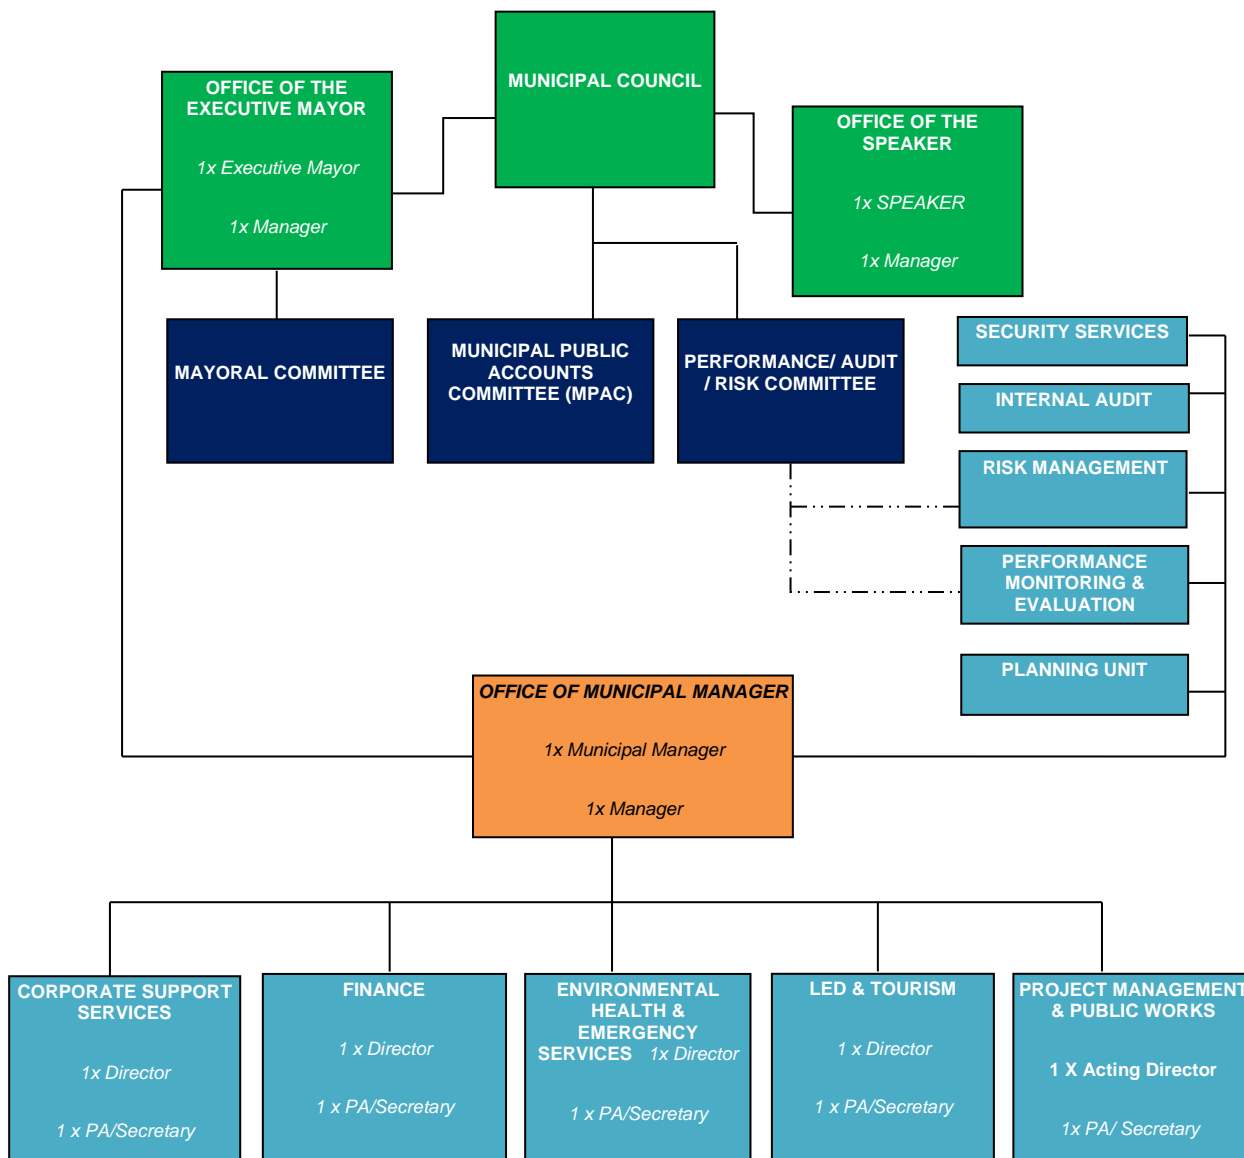 MUNICIPAL COUNCIL
OFFICE OF THE
EXECUTIVE MAYOR
1x Executive Mayor
1x Manager
OFFICE OF THE
SPEAKER
1x SPEAKER
1x Manager
MAYORAL COMMITTEE
MUNICIPAL PUBLIC
ACCOUNTS
COMMITTEE (MPAC)
PERFORMANCE/ AUDIT
/ RISK COMMITTEE
SECURITY SERVICES
INTERNAL AUDIT
RISK MANAGEMENT
PERFORMANCE
MONITORING &
EVALUATION
PLANNING UNIT
OFFICE OF MUNICIPAL MANAGER
1x Municipal Manager
1x Manager
CORPORATE SUPPORT
SERVICES
1x Director
1 x PA/Secretary
FINANCE
1 x Director
1 x PA/Secretary
ENVIRONMENTAL
HEALTH &
EMERGENCY
SERVICES 1x Director
1 x PA/Secretary
LED & TOURISM
1 x Director
1 x PA/Secretary
PROJECT MANAGEMENT
& PUBLIC WORKS
1 X Acting Director
1x PA/ Secretary